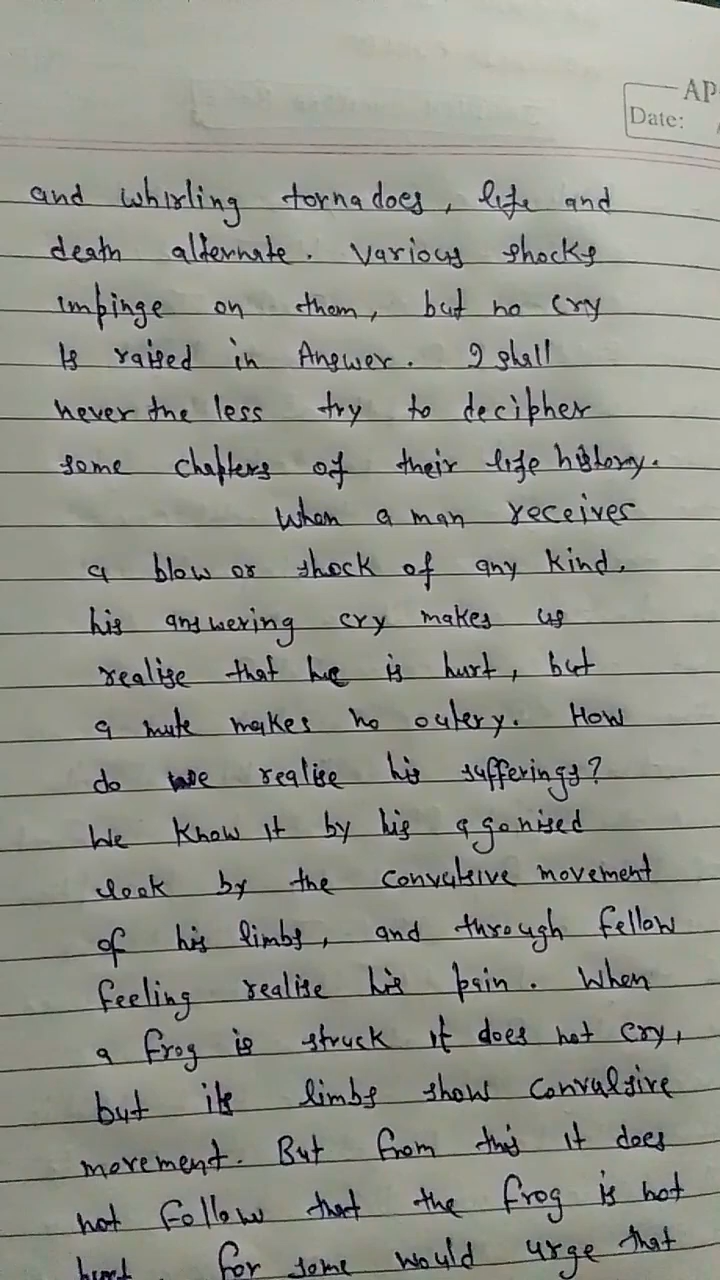 AP
Date:
and whirling tornadoes, life and
death alternate. Various shocks
impinge on them, but no cry
Is raised in Answer. I shall
never the less try to decipher
some chapters of their life history.
When a man receives
a blow or shock of any kind,
his answering cry makes us
realise that he is hurt, but
a mute makes no outcry. How
do we realise his sufferings?
We know it by his agonised
look by the convulsive movement
of his limbs, and through fellow
feeling realise his pain. When
a frog is struck it does not cry,
but its limbs show convulsive
movement. But from this it does
not follow that the frog is not
hurt. for some would urge that